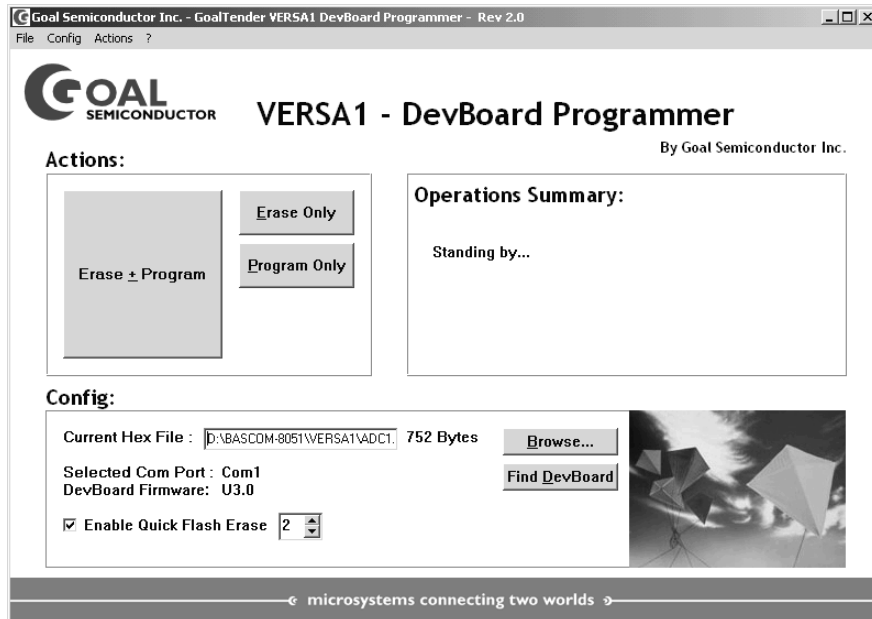 Goal Semiconductor Inc. - GoalTender VERSA1 DevBoard Programmer - Rev 2.0
File Config Actions ?
GOAL
SEMICONDUCTOR
VERSA1 - DevBoard Programmer
By Goal Semiconductor Inc.
Actions:
Erase + Program
Erase Only
Program Only
Operations Summary:
Standing by...
Config:
Current Hex File : D:\BASCOM-8051\VERSA1\ADC1. 752 Bytes
Browse...
Selected Com Port : Com1
DevBoard Firmware: U3.0
Find DevBoard
Enable Quick Flash Erase 2
microsystems connecting two worlds